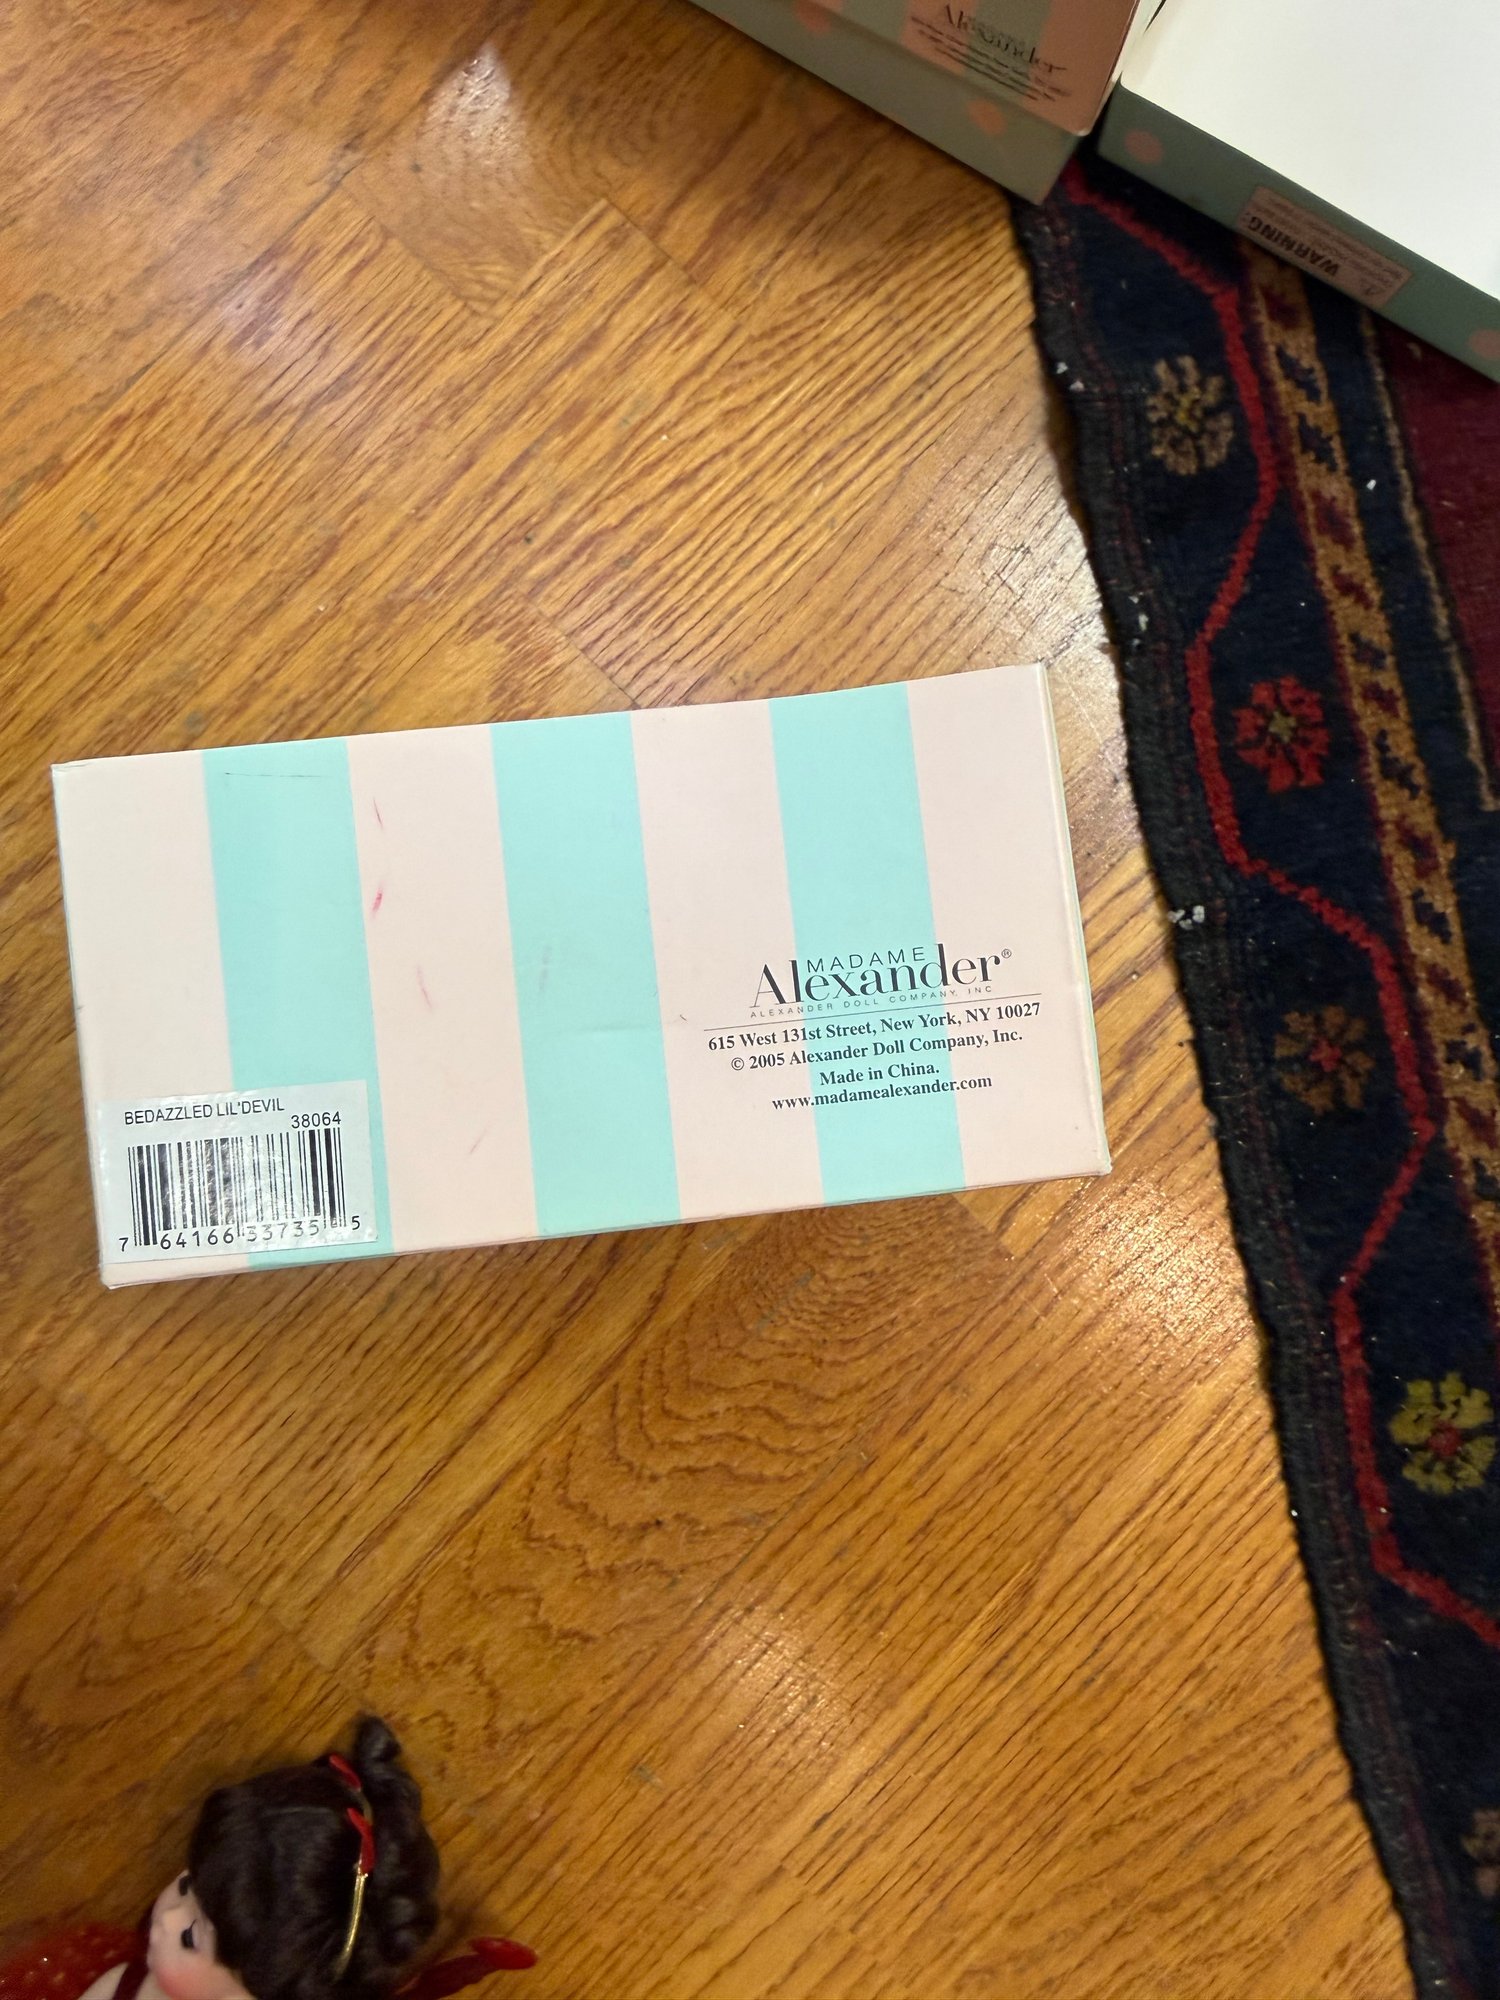 Alexander
WARNING
MADAME
Alexander®
ALEXANDER DOLL COMPANY, INC
615 West 131st Street, New York, NY 10027
© 2005 Alexander Doll Company, Inc.
Made in China.
www.madamealexander.com
BEDAZZLED LIL'DEVIL
38064
7 64166 33735 5